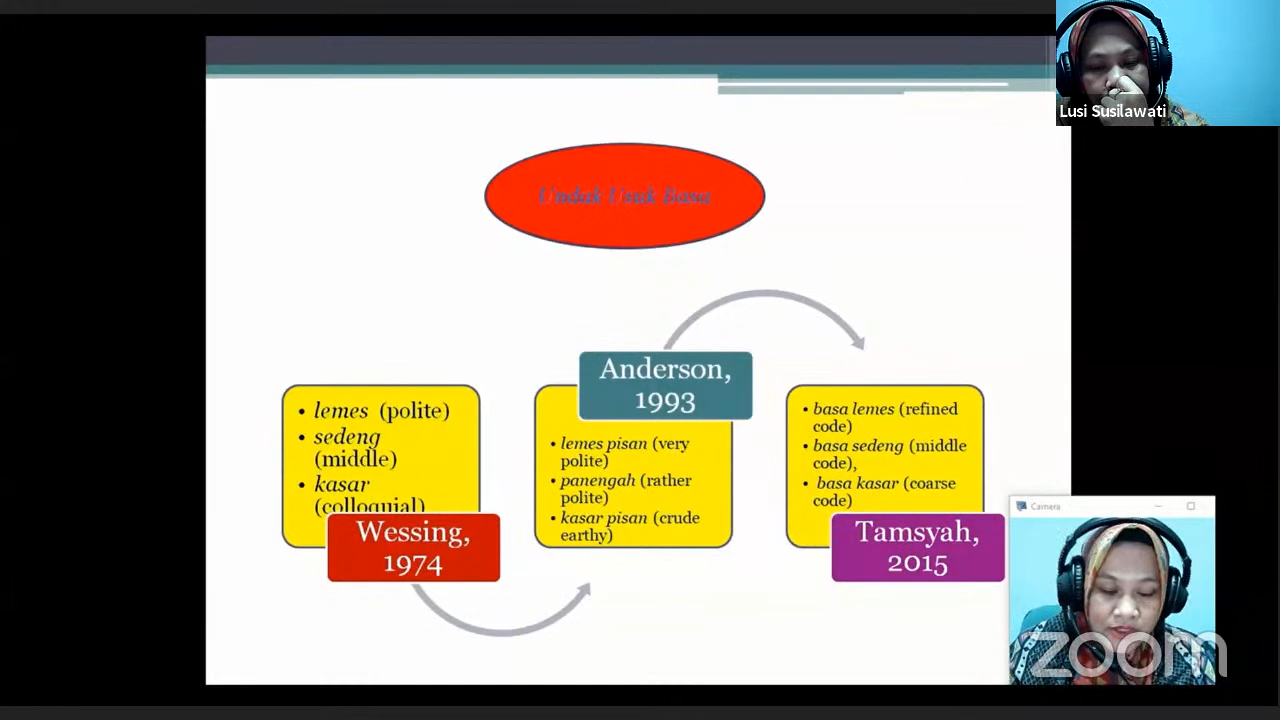 Lusi Susilawati
Undak Usuk Basa
Anderson,
1993
• lemes (polite)
• sedeng
(middle)
• kasar
(colloquial)
Wessing,
1974
• lemes pisan (very
polite)
• panengah (rather
polite)
• kasar pisan (crude
earthy)
• basa lemes (refined
code)
• basa sedeng (middle
code),
• basa kasar (coarse
code)
Tamsyah,
2015
Camera
zoom